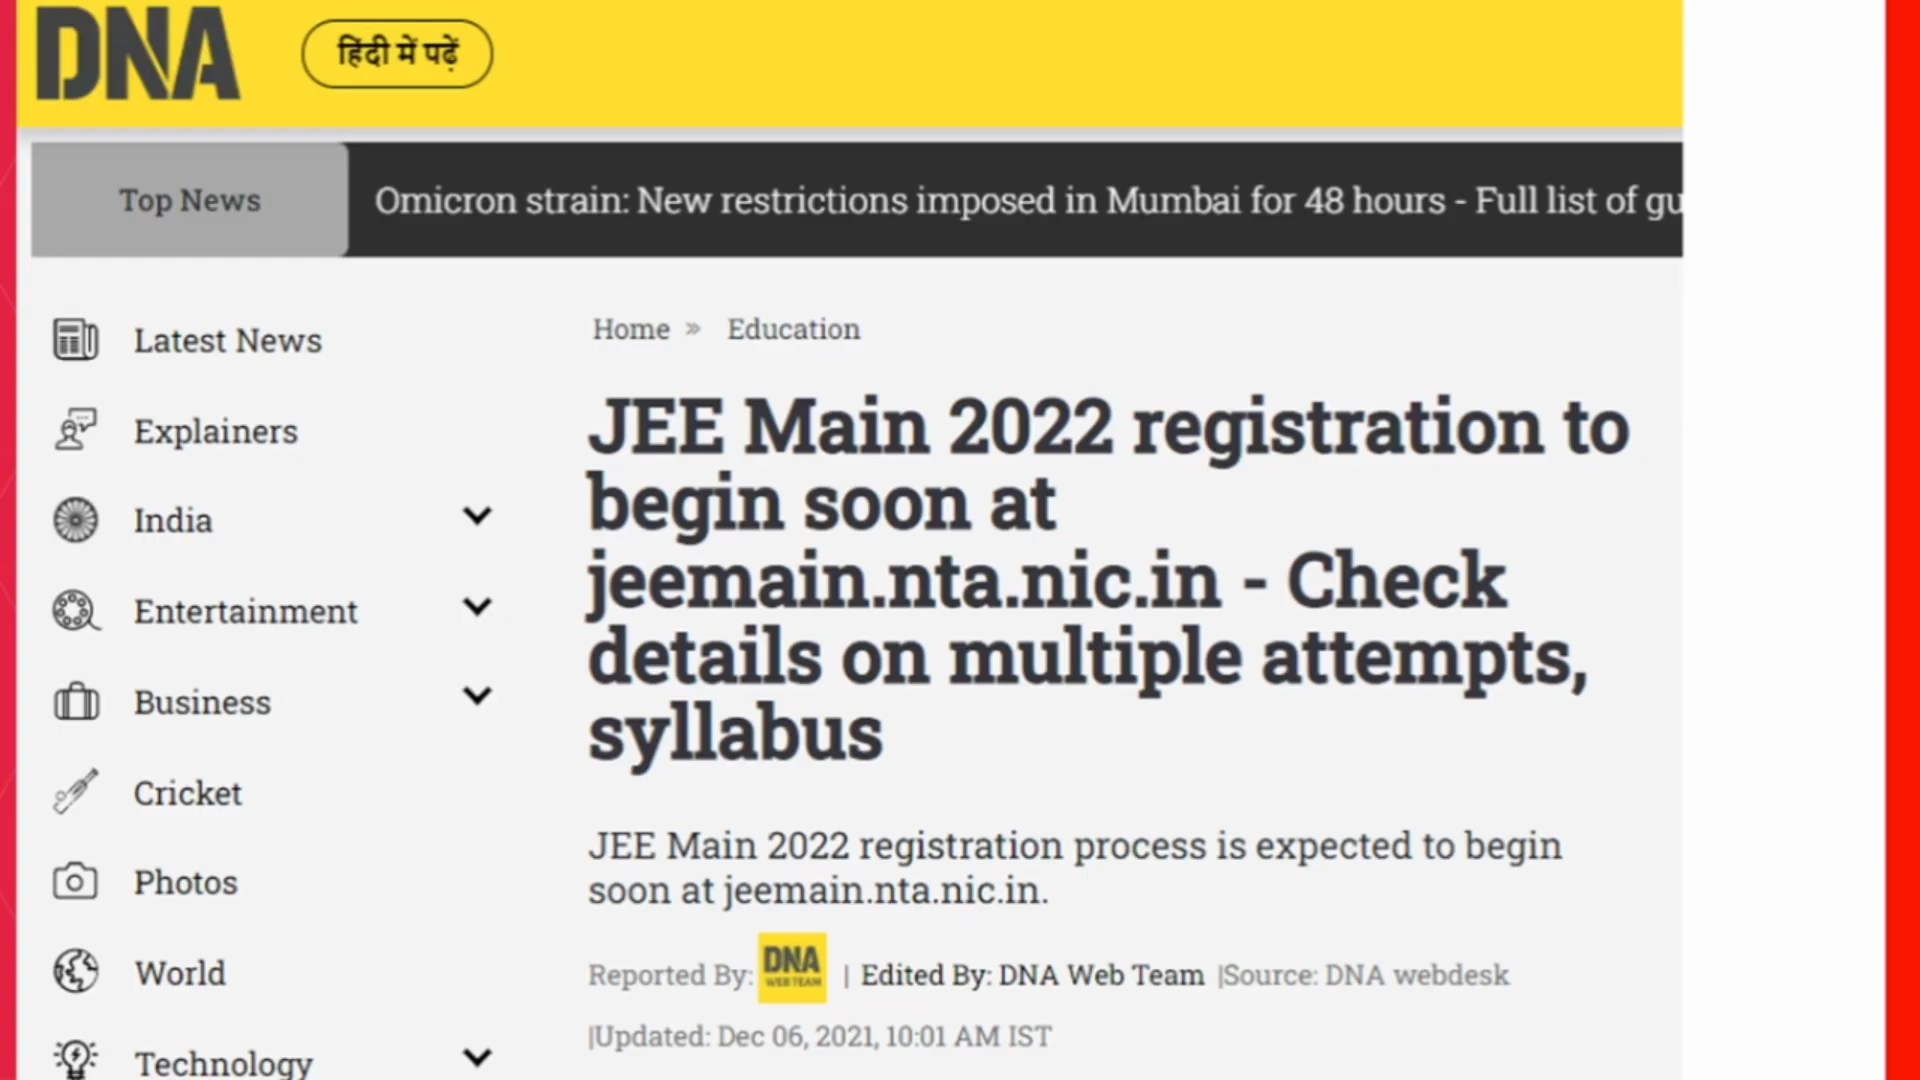 DNA
हिंदी में पढ़ें
Top News
Omicron strain: New restrictions imposed in Mumbai for 48 hours - Full list of gu
Latest News
Explainers
India
Entertainment
Business
Cricket
Photos
World
Technology
Home » Education
JEE Main 2022 registration to
begin soon at
jeemain.nta.nic.in - Check
details on multiple attempts,
syllabus
JEE Main 2022 registration process is expected to begin
soon at jeemain.nta.nic.in.
Reported By: DNA WEB TEAM | Edited By: DNA Web Team |Source: DNA webdesk
|Updated: Dec 06, 2021, 10:01 AM IST